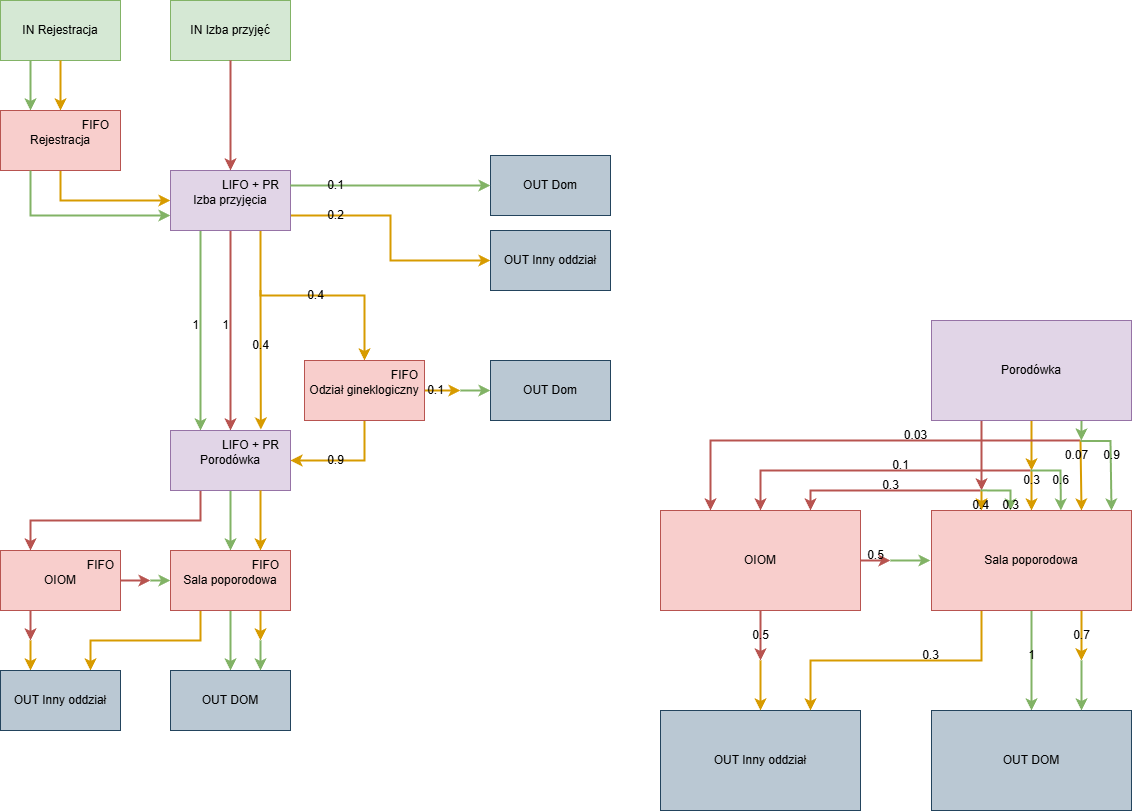 IN Rejestracja
IN Izba przyjęć
FIFO
Rejestracja
LIFO + PR
Izba przyjęcia
0.1
OUT Dom
0.2
OUT Inny oddział
0.4
1
1
0.4
FIFO
Odział gineklogiczny
0.1
OUT Dom
LIFO + PR
Porodówka
0.9
FIFO
OIOM
FIFO
Sala poporodowa
OUT Inny oddział
OUT DOM
Porodówka
0.03
0.07
0.9
0.1
0.3
0.6
0.3
0.4
0.3
OIOM
0.5
Sala poporodowa
0.5
0.3
1
0.7
OUT Inny oddział
OUT DOM